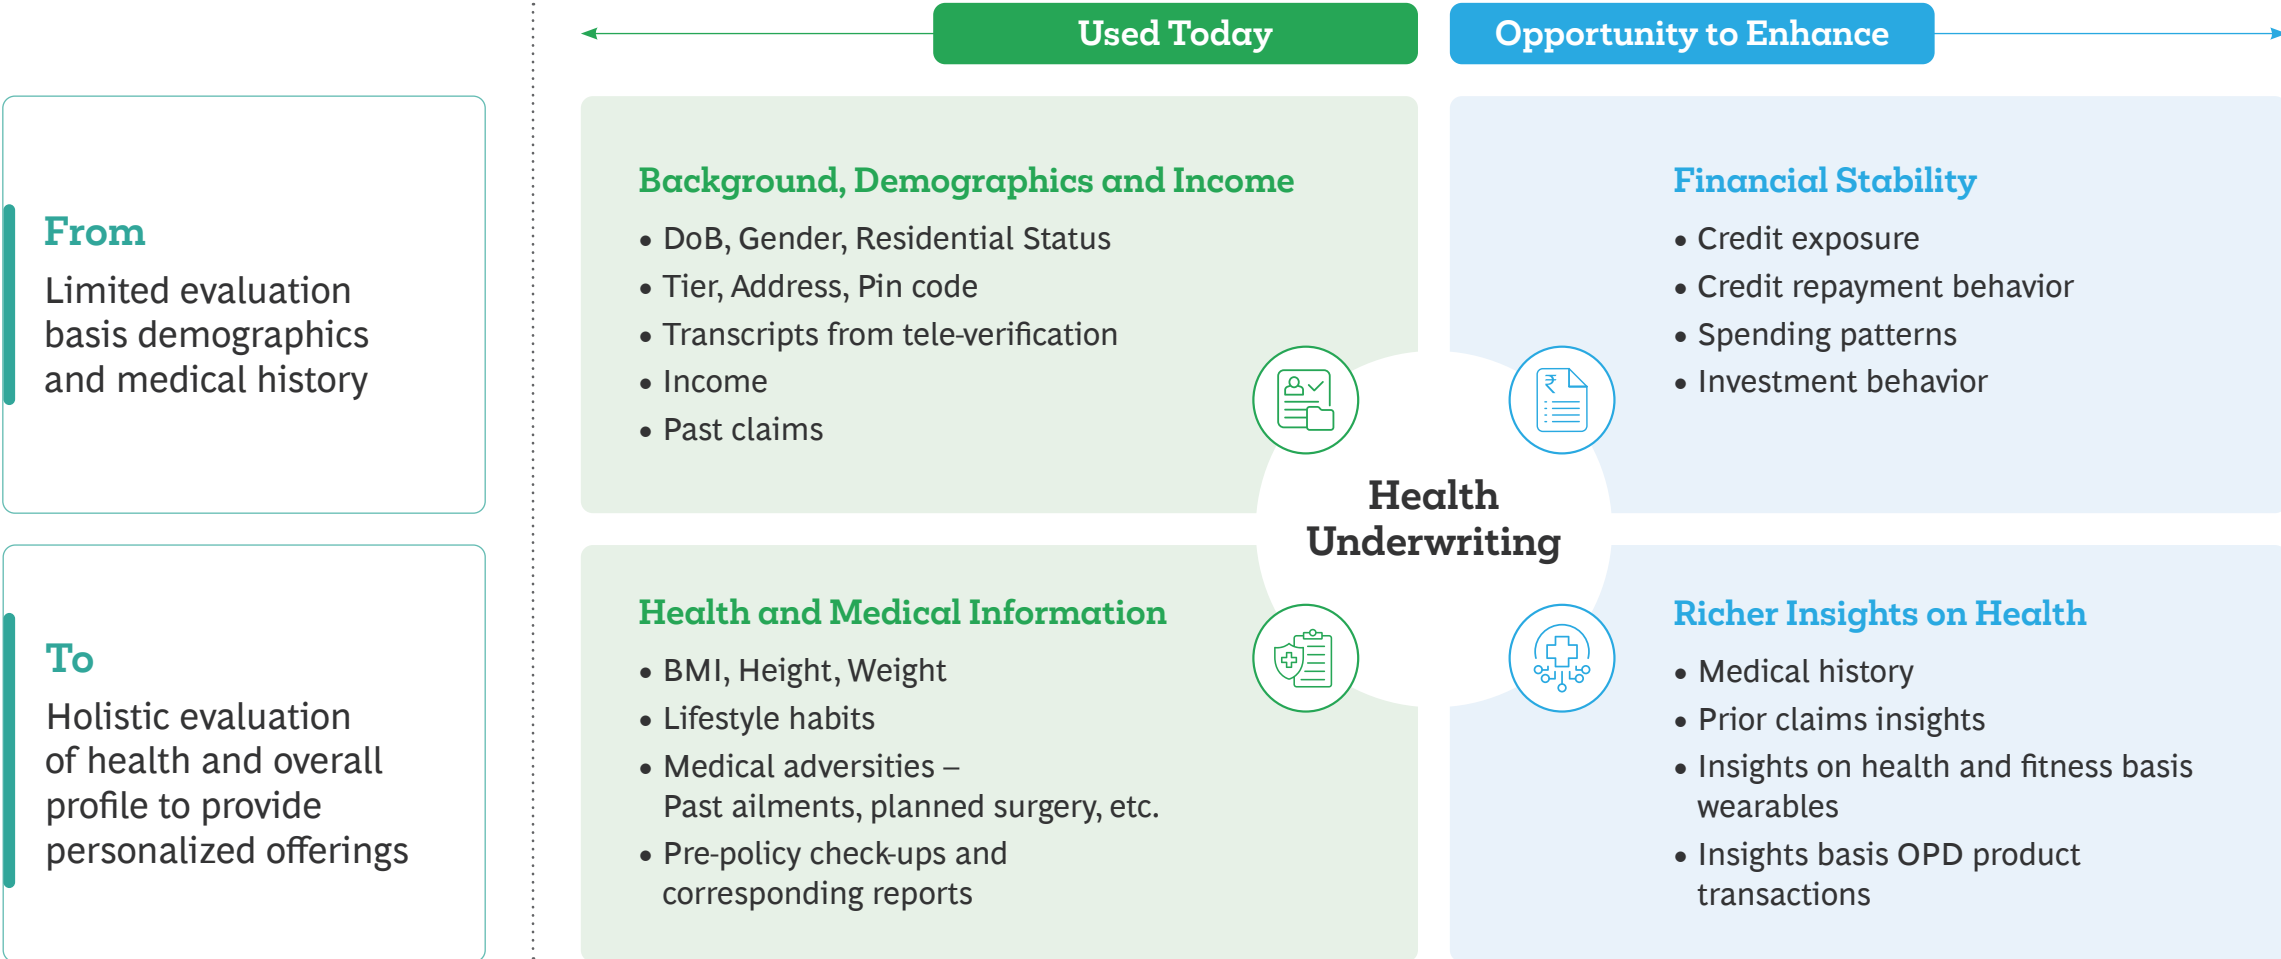 Used Today
Opportunity to Enhance
From
Limited evaluation
basis demographics
and medical history
To
Holistic evaluation
of health and overall
profile to provide
personalized offerings
Background, Demographics and Income
• DoB, Gender, Residential Status
• Tier, Address, Pin code
• Transcripts from tele-verification
• Income
• Past claims
Financial Stability
• Credit exposure
• Credit repayment behavior
• Spending patterns
• Investment behavior
₹
Health
Underwriting
Health and Medical Information
• BMI, Height, Weight
• Lifestyle habits
• Medical adversities –
Past ailments, planned surgery, etc.
• Pre-policy check-ups and
corresponding reports
Richer Insights on Health
• Medical history
• Prior claims insights
• Insights on health and fitness basis
wearables
• Insights basis OPD product
transactions